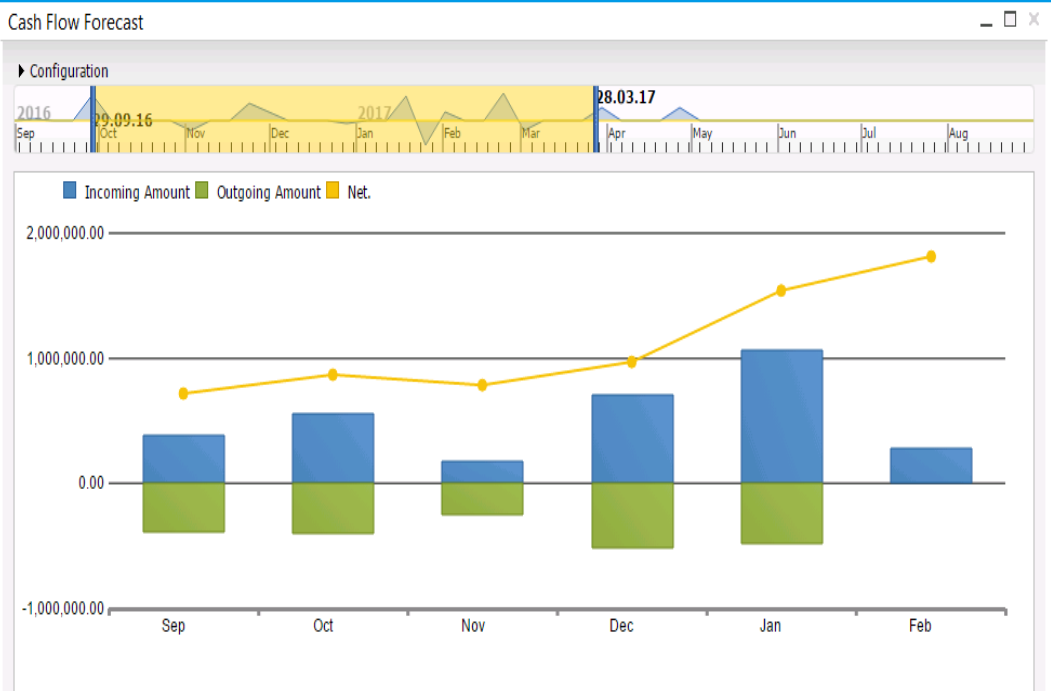 Cash Flow Forecast
Configuration
28.03.17
2016 29.09.16 2017
Sep Oct Nov Dec Jan Feb Mar Apr May Jun Jul Aug
Incoming Amount Outgoing Amount Net.
2,000,000.00
1,000,000.00
0.00
-1,000,000.00
Sep Oct Nov Dec Jan Feb